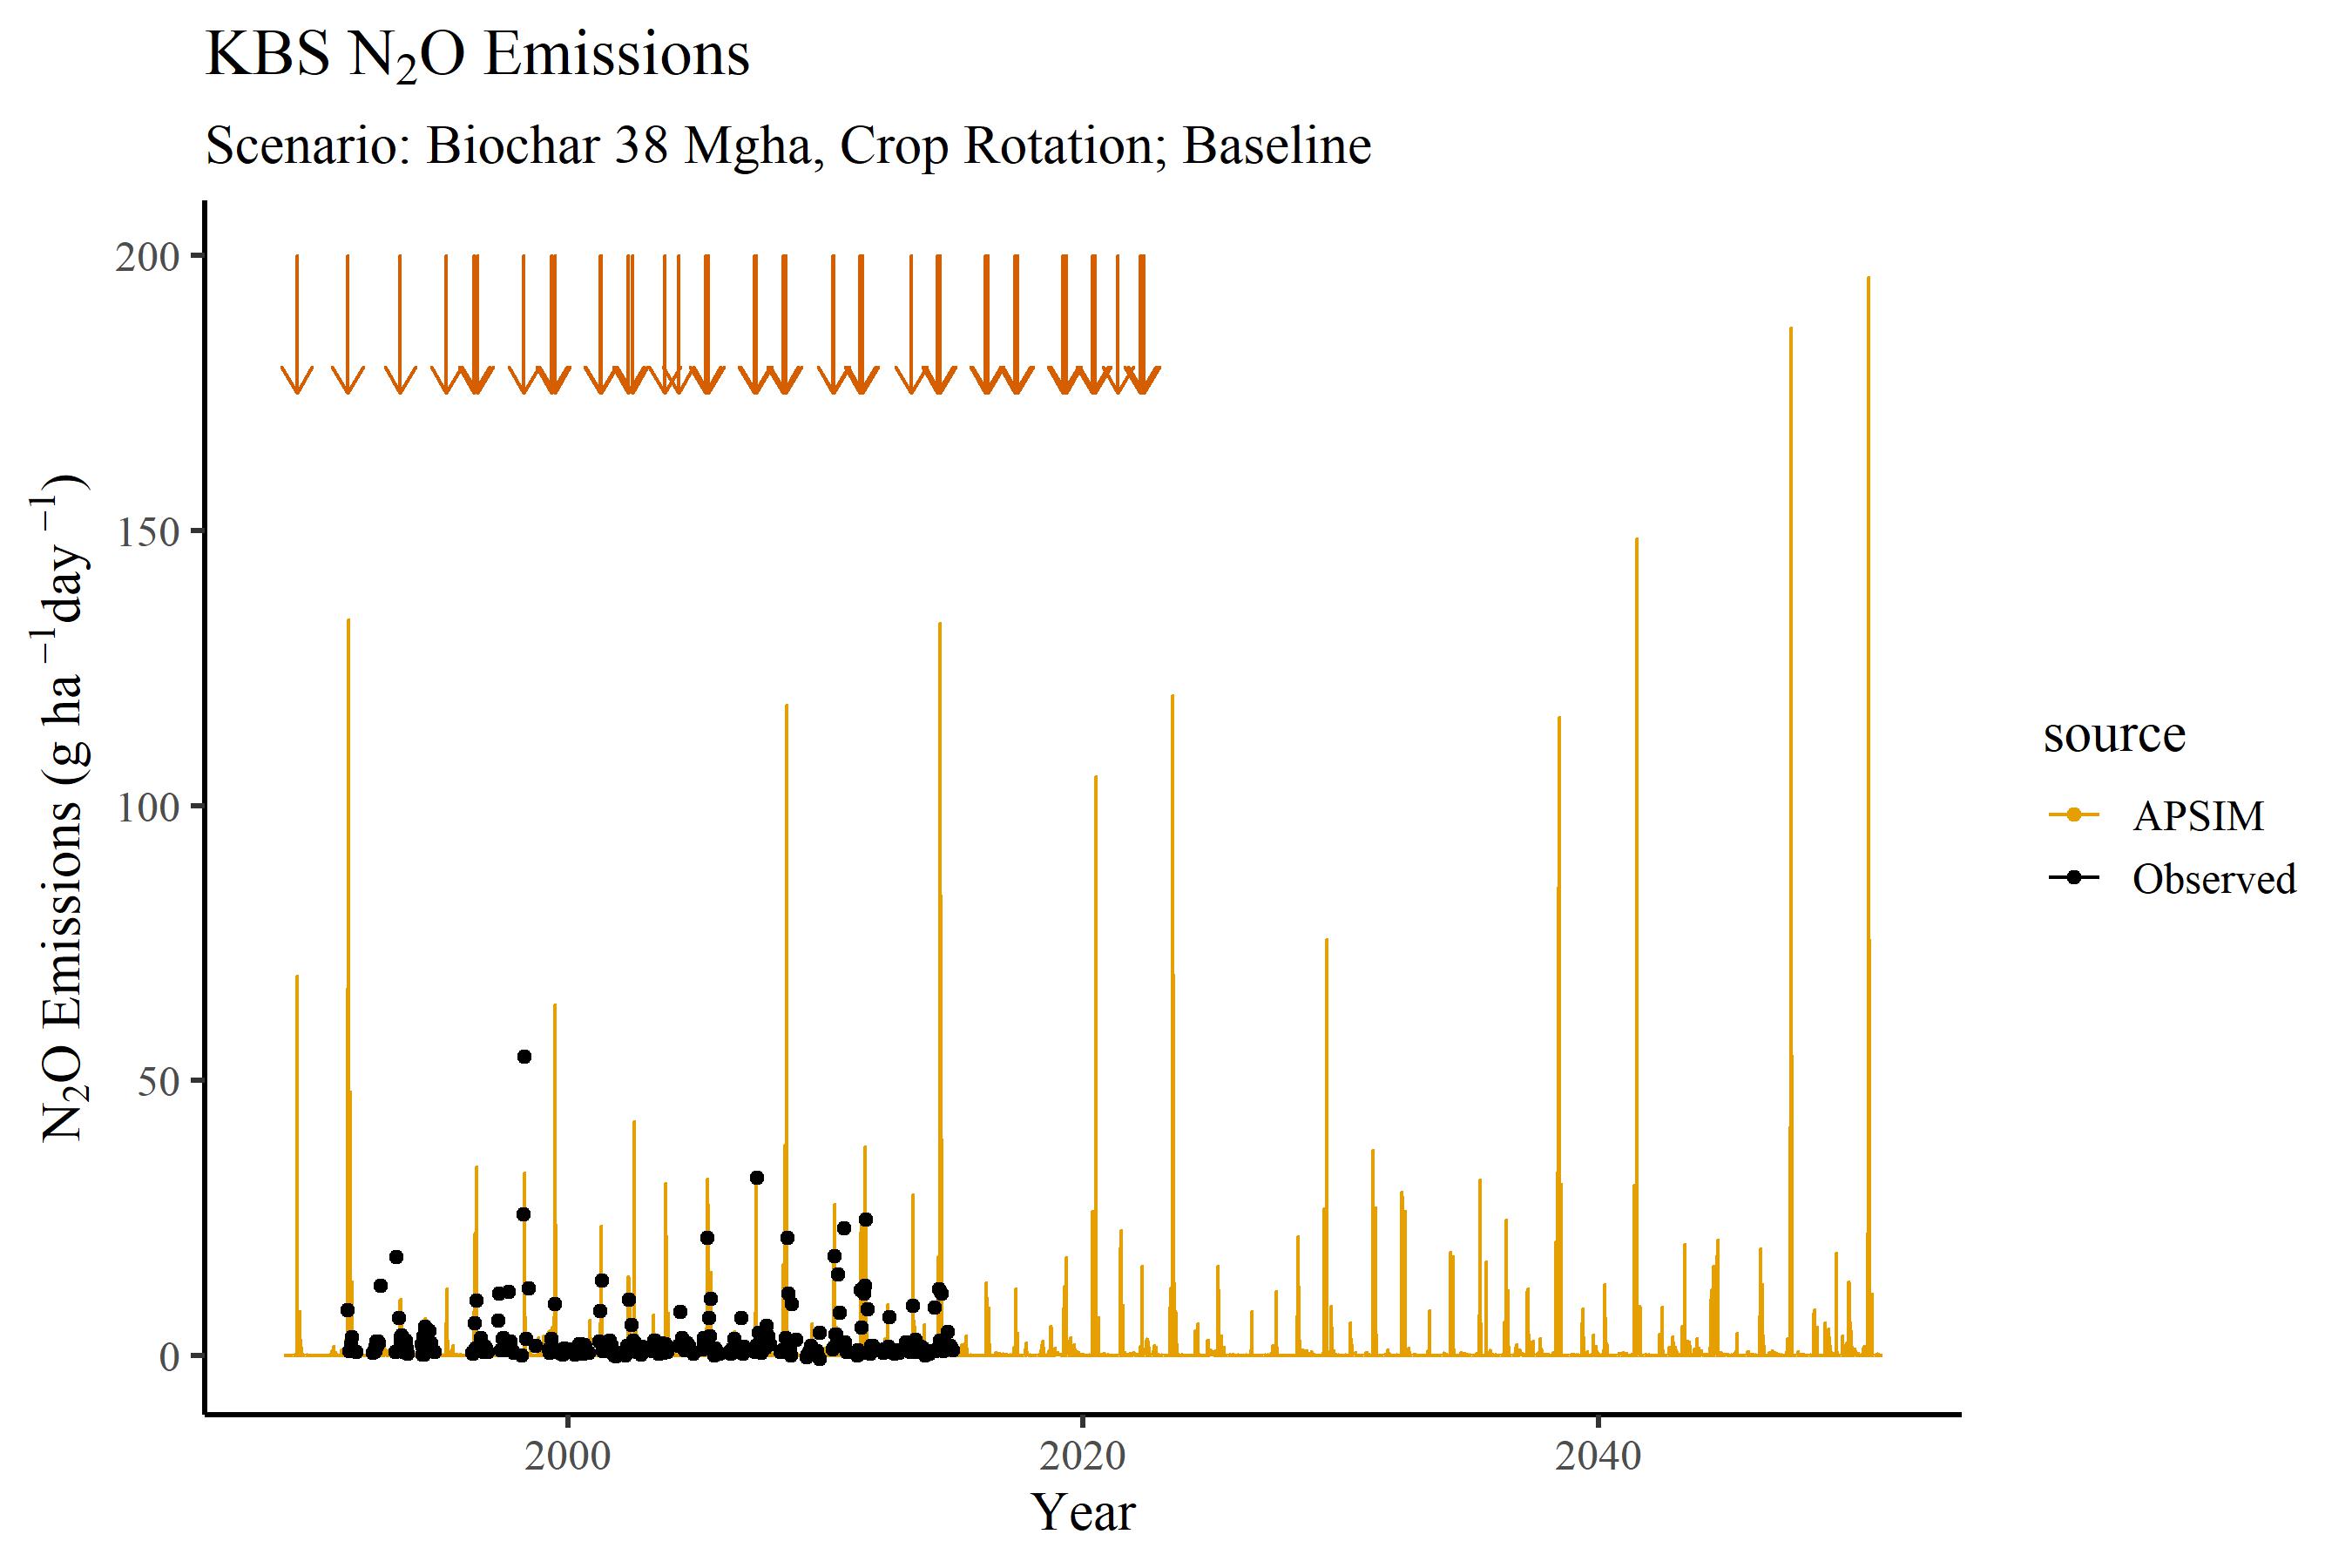 KBS N₂O Emissions
Scenario: Biochar 38 Mgha, Crop Rotation; Baseline
N₂O Emissions (g ha ⁻¹day ⁻¹)
200
150
100
50
0
2000 2020 2040
Year
source
APSIM
Observed